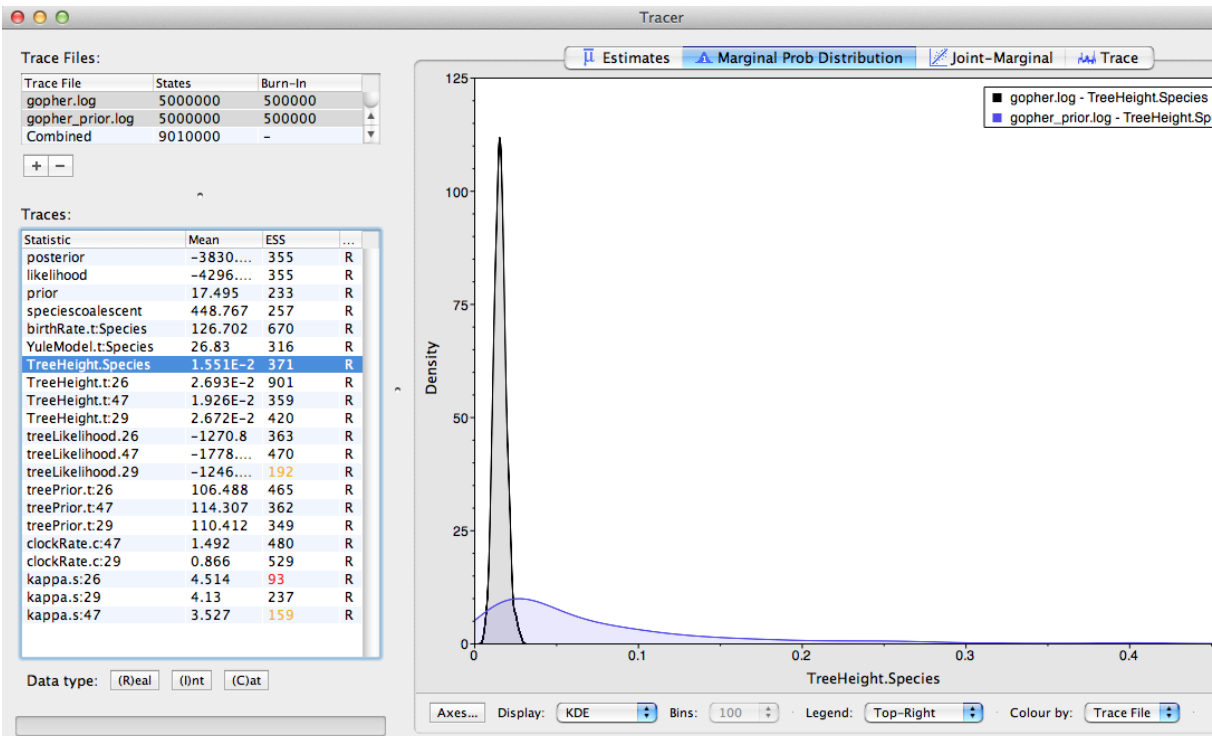 Tracer
Trace Files:
Trace File States Burn-In
gopher.log 5000000 500000
gopher_prior.log 5000000 500000
Combined 9010000 -
+ -
Traces:
Statistic Mean ESS ...
posterior -3830.... 355 R
likelihood -4296.... 355 R
prior 17.495 233 R
speciescoalescent 448.767 257 R
birthRate.t:Species 126.702 670 R
YuleModel.t:Species 26.83 316 R
TreeHeight.Species 1.551E-2 371 R
TreeHeight.t:26 2.693E-2 901 R
TreeHeight.t:47 1.926E-2 359 R
TreeHeight.t:29 2.672E-2 420 R
treeLikelihood.26 -1270.8 363 R
treeLikelihood.47 -1778.... 470 R
treeLikelihood.29 -1246.... 192 R
treePrior.t:26 106.488 465 R
treePrior.t:47 114.307 362 R
treePrior.t:29 110.412 349 R
clockRate.c:47 1.492 480 R
clockRate.c:29 0.866 529 R
kappa.s:26 4.514 93 R
kappa.s:29 4.13 237 R
kappa.s:47 3.527 159 R
Data type: (R)eal (I)nt (C)at
μ Estimates Marginal Prob Distribution Joint-Marginal Trace
gopher.log - TreeHeight.Species
gopher_prior.log - TreeHeight.Sp
125
100
75
50
25
0
Density
0 0.1 0.2 0.3 0.4
TreeHeight.Species
Axes... Display: KDE Bins: 100 Legend: Top-Right Colour by: Trace File